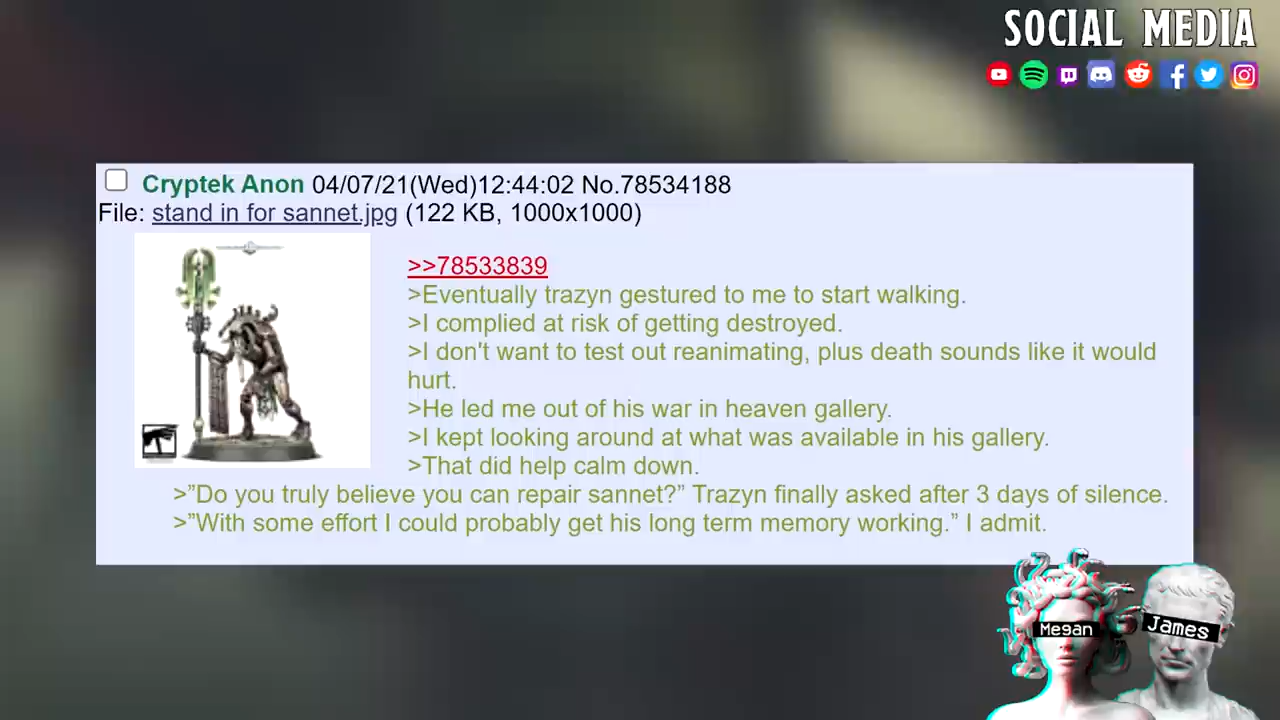 SOCIAL MEDIA
Cryptek Anon 04/07/21(Wed)12:44:02 No.78534188
File: stand in for sannet.jpg (122 KB, 1000x1000)
>>78533839
>Eventually trazyn gestured to me to start walking.
>I complied at risk of getting destroyed.
>I don't want to test out reanimating, plus death sounds like it would
hurt.
>He led me out of his war in heaven gallery.
>I kept looking around at what was available in his gallery.
>That did help calm down.
>”Do you truly believe you can repair sannet?” Trazyn finally asked after 3 days of silence.
>”With some effort I could probably get his long term memory working.” I admit.
Megan
James